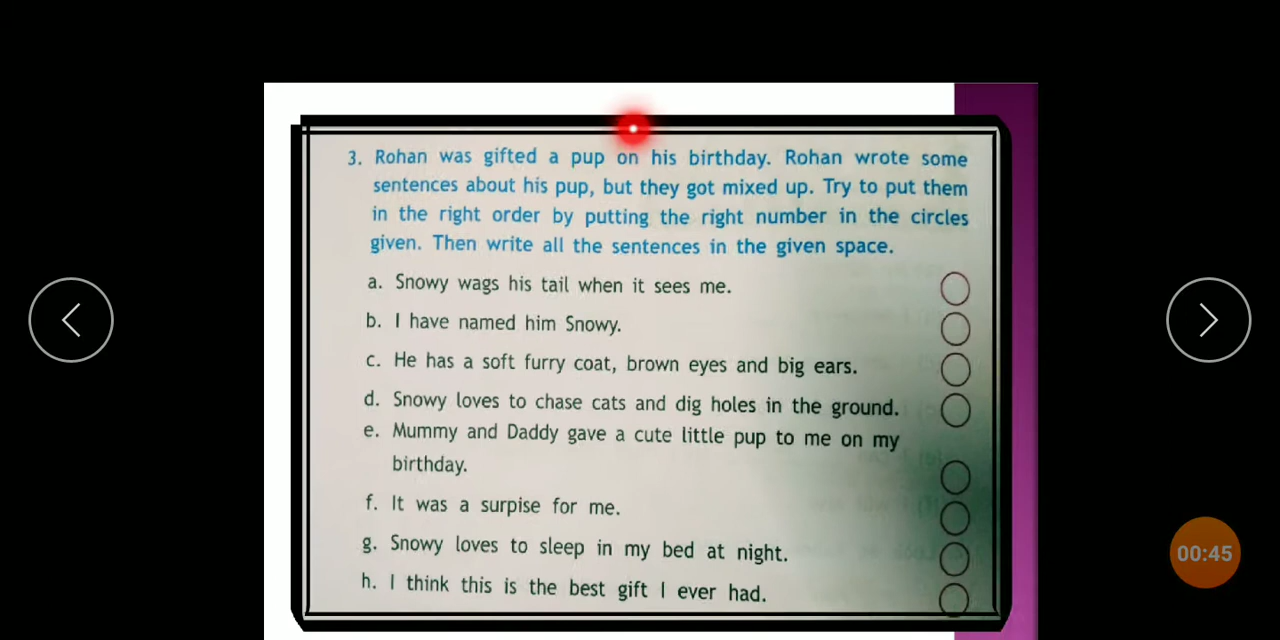 3. Rohan was gifted a pup on his birthday. Rohan wrote some
sentences about his pup, but they got mixed up. Try to put them
in the right order by putting the right number in the circles
given. Then write all the sentences in the given space.
a. Snowy wags his tail when it sees me.
b. I have named him Snowy.
c. He has a soft furry coat, brown eyes and big ears.
d. Snowy loves to chase cats and dig holes in the ground.
e. Mummy and Daddy gave a cute little pup to me on my
birthday.
f. It was a surpise for me.
g. Snowy loves to sleep in my bed at night.
h. I think this is the best gift I ever had.
00:45